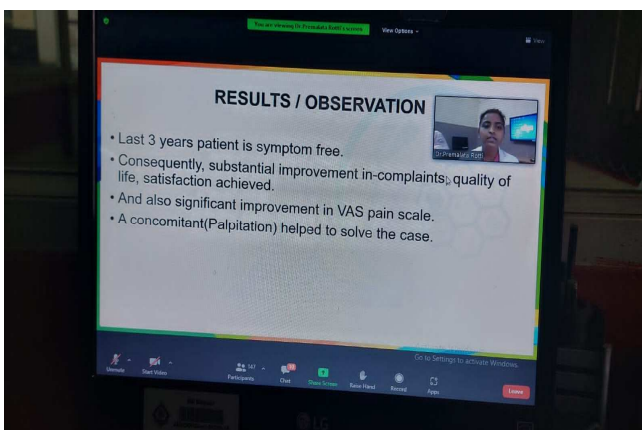 You are viewing Dr.Premalata Rotti's screen
View Options
View
RESULTS / OBSERVATION
Dr.Premalata Rotti
• Last 3 years patient is symptom free.
• Consequently, substantial improvement in-complaints, quality of
life, satisfaction achieved.
• And also significant improvement in VAS pain scale.
• A concomitant(Palpitation) helped to solve the case.
Go to Settings to activate Windows.
Unmute
Start Video
Participants
Chat
Share Screen
Raise Hand
Record
Apps
Leave